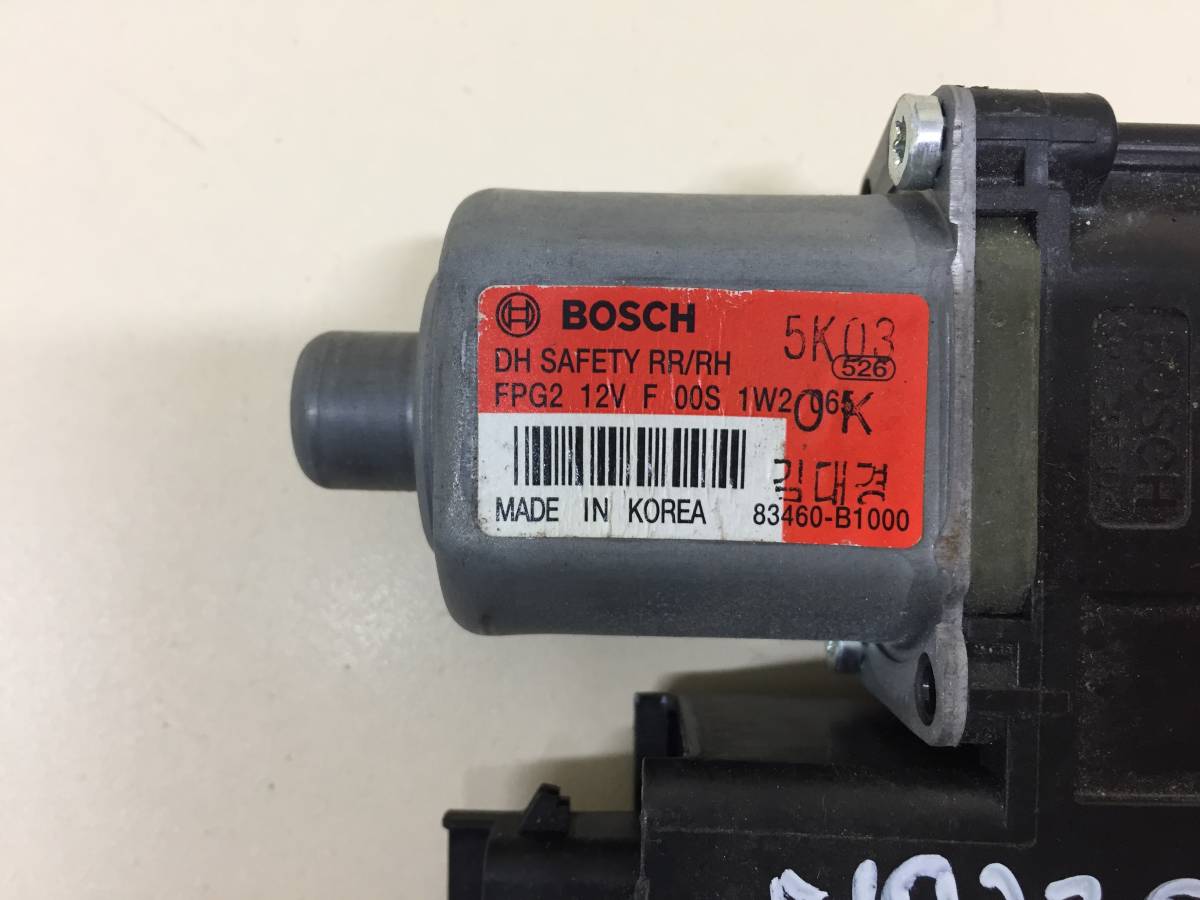 BOSCH
5K03
526
DH SAFETY RR/RH
FPG2 12V F 00S 1W2 065
OK
김대경
MADE IN KOREA
83460-B1000
BOSCH